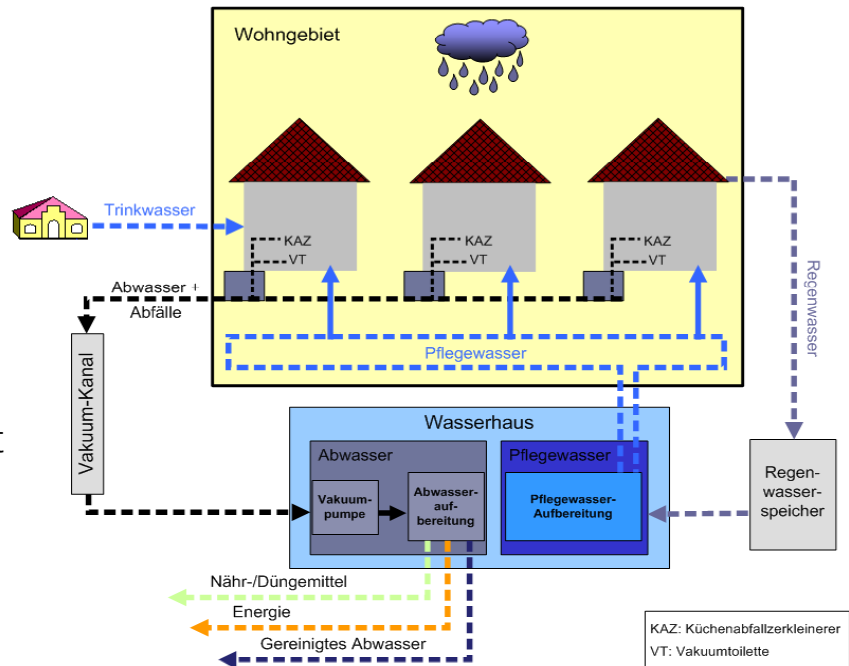 Wohngebiet
Trinkwasser
KAZ
VT
KAZ
VT
KAZ
VT
Abwasser +
Abfälle
Regenwasser
Pflegewasser
Vakuum-Kanal
t
Wasserhaus
Abwasser
Pflegewasser
Vakuum-
pumpe
Abwasser-
auf-
bereitung
Pflegewasser-
Aufbereitung
Regen-
wasser-
speicher
Nähr-/Düngemittel
Energie
Gereinigtes Abwasser
KAZ: Küchenabfallzerkleinerer
VT: Vakuumtoilette